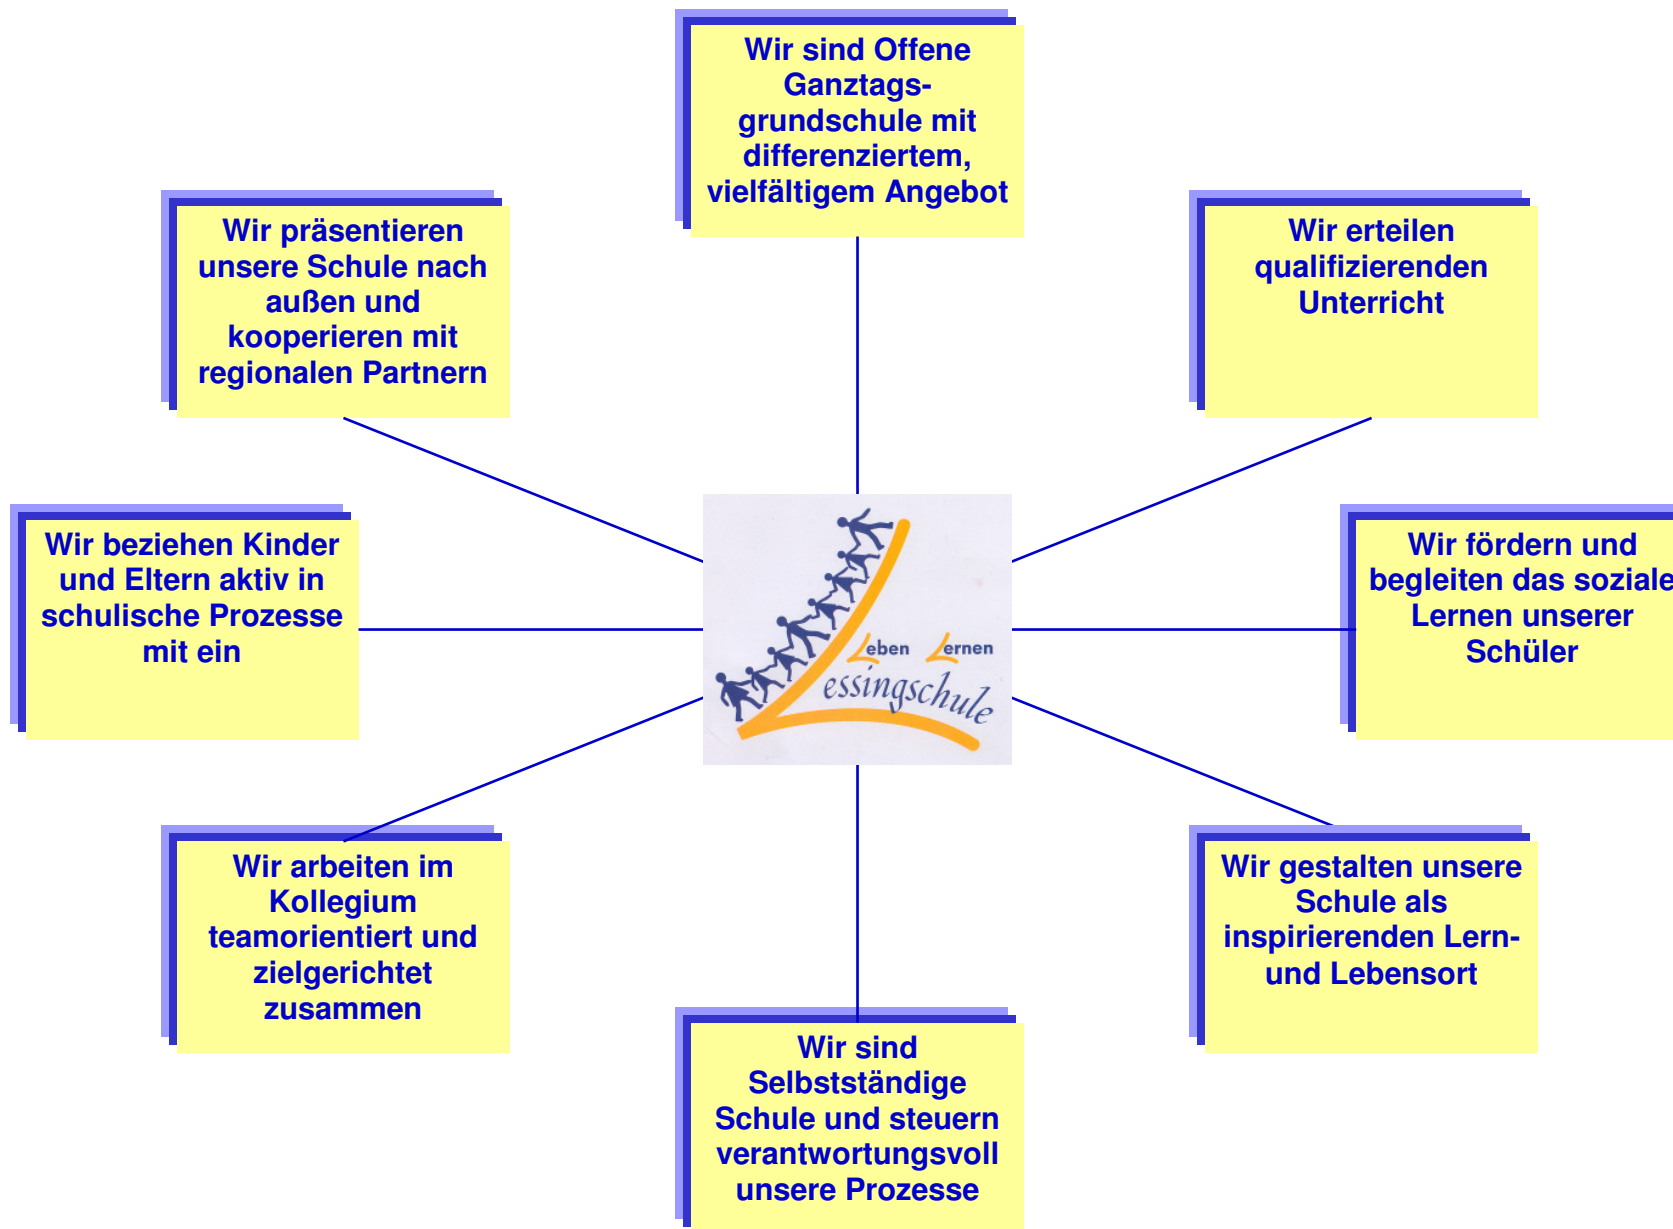 Wir sind Offene
Ganztags-
grundschule mit
differenziertem,
vielfältigem Angebot
Wir präsentieren
unsere Schule nach
außen und
kooperieren mit
regionalen Partnern
Wir erteilen
qualifizierenden
Unterricht
Wir beziehen Kinder
und Eltern aktiv in
schulische Prozesse
mit ein
eben Lernen
essingschule
Wir fördern und
begleiten das soziale
Lernen unserer
Schüler
Wir arbeiten im
Kollegium
teamorientiert und
zielgerichtet
zusammen
Wir gestalten unsere
Schule als
inspirierenden Lern-
und Lebensort
Wir sind
Selbstständige
Schule und steuern
verantwortungsvoll
unsere Prozesse